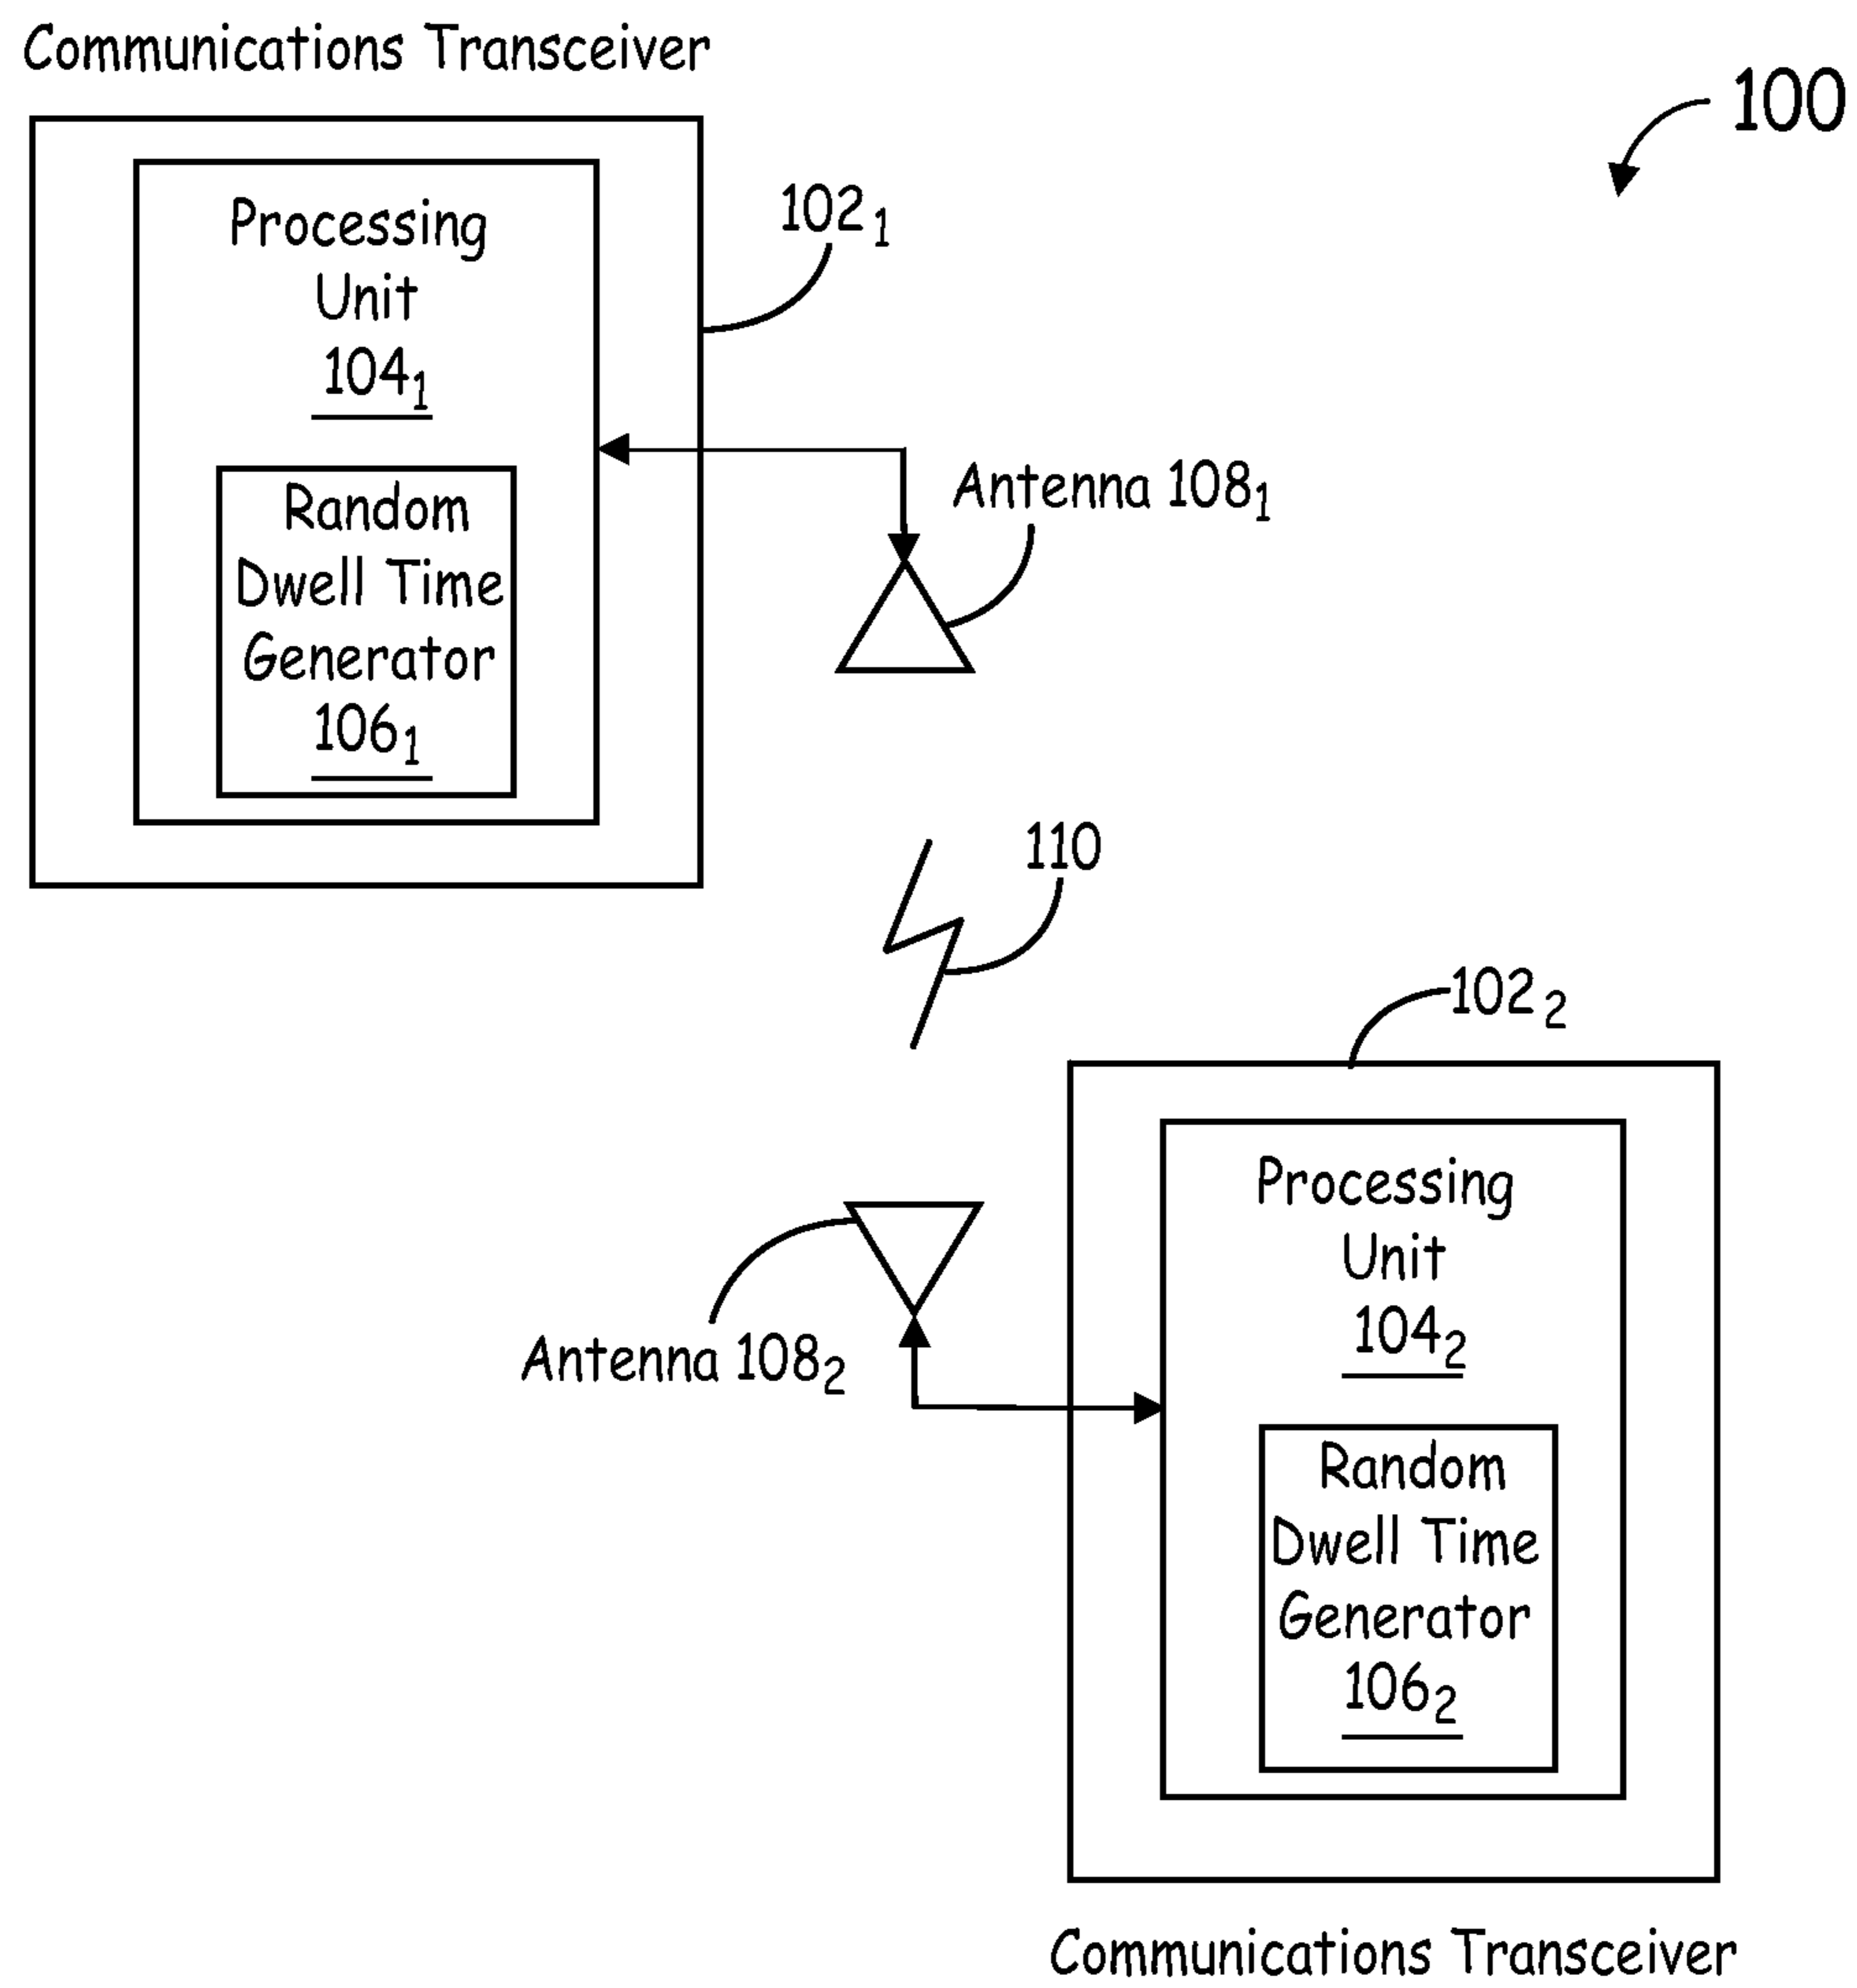 Communications Transceiver
100
102₁
Processing
Unit
104₁
Random
Dwell Time
Generator
106₁
Antenna 108₁
110
102₂
Antenna 108₂
Processing
Unit
104₂
Random
Dwell Time
Generator
106₂
Communications Transceiver